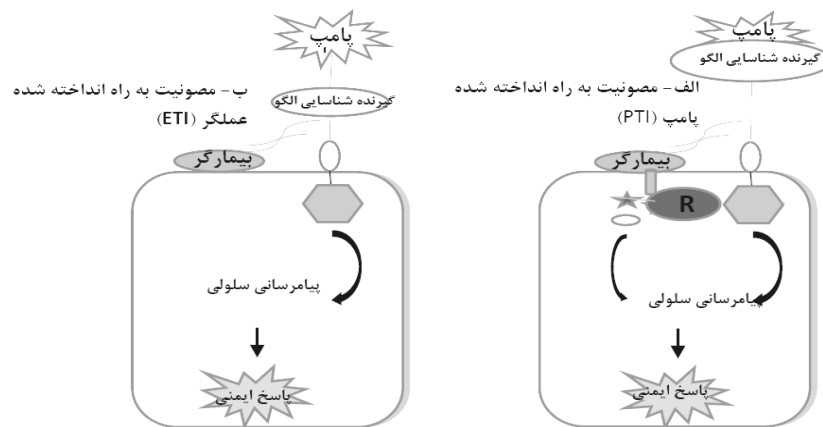 پامپ
گیرنده شناسایی الگو
الف- مصونیت به راه انداخته شده
پامپ (PTI)
بیمارگر
R
پیامرسانی سلولی
پاسخ ایمنی
پامپ
گیرنده شناسایی الگو
ب- مصونیت به راه انداخته شده
عملگر (ETI)
بیمارگر
پیامرسانی سلولی
پاسخ ایمنی